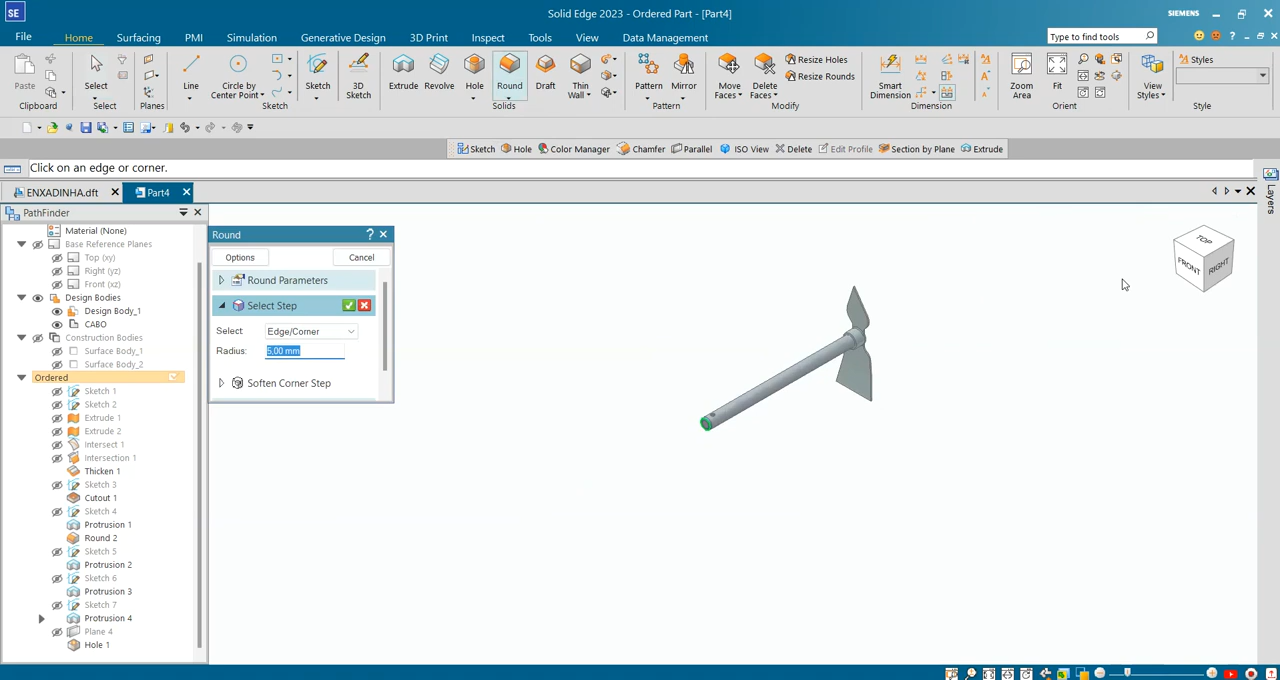 SE
Solid Edge 2023 - Ordered Part - [Part4]
SIEMENS
File Home Surfacing PMI Simulation Generative Design 3D Print Inspect Tools View Data Management
Type to find tools
Paste
Clipboard
Select
Select
Planes
Line
Circle by Center Point
Sketch
Sketch
3D Sketch
Extrude
Revolve
Hole
Round
Draft
Thin Wall
Solids
Pattern
Mirror
Pattern
Move Faces
Delete Faces
Resize Holes
Resize Rounds
Modify
Smart Dimension
Dimension
Zoom Area
Fit
Orient
View Styles
Styles
Style
Sketch Hole Color Manager Chamfer Parallel ISO View Delete Edit Profile Section by Plane Extrude
Click on an edge or corner.
ENXADINHA.dft
Part4
PathFinder
Material (None)
Base Reference Planes
Top (xy)
Right (yz)
Front (xz)
Design Bodies
Design Body_1
CABO
Construction Bodies
Surface Body_1
Surface Body_2
Ordered
Sketch 1
Sketch 2
Extrude 1
Extrude 2
Intersect 1
Intersection 1
Thicken 1
Sketch 3
Cutout 1
Sketch 4
Protrusion 1
Round 2
Sketch 5
Protrusion 2
Sketch 6
Protrusion 3
Sketch 7
Protrusion 4
Plane 4
Hole 1
Round
Options
Cancel
Round Parameters
Select Step
Select Edge/Corner
Radius: 5,00 mm
Soften Corner Step
TOP
FRONT
RIGHT
Layers